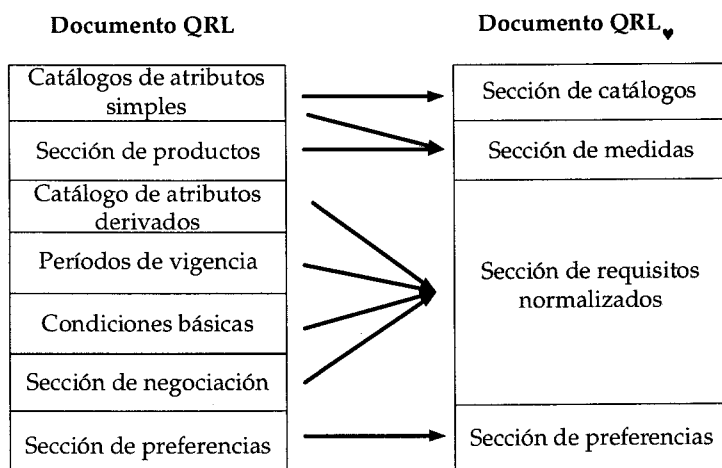 Documento QRL
Catálogos de atributos
simples
Sección de productos
Catálogo de atributos
derivados
Períodos de vigencia
Condiciones básicas
Sección de negociación
Sección de preferencias
Documento QRL♥
Sección de catálogos
Sección de medidas
Sección de requisitos
normalizados
Sección de preferencias